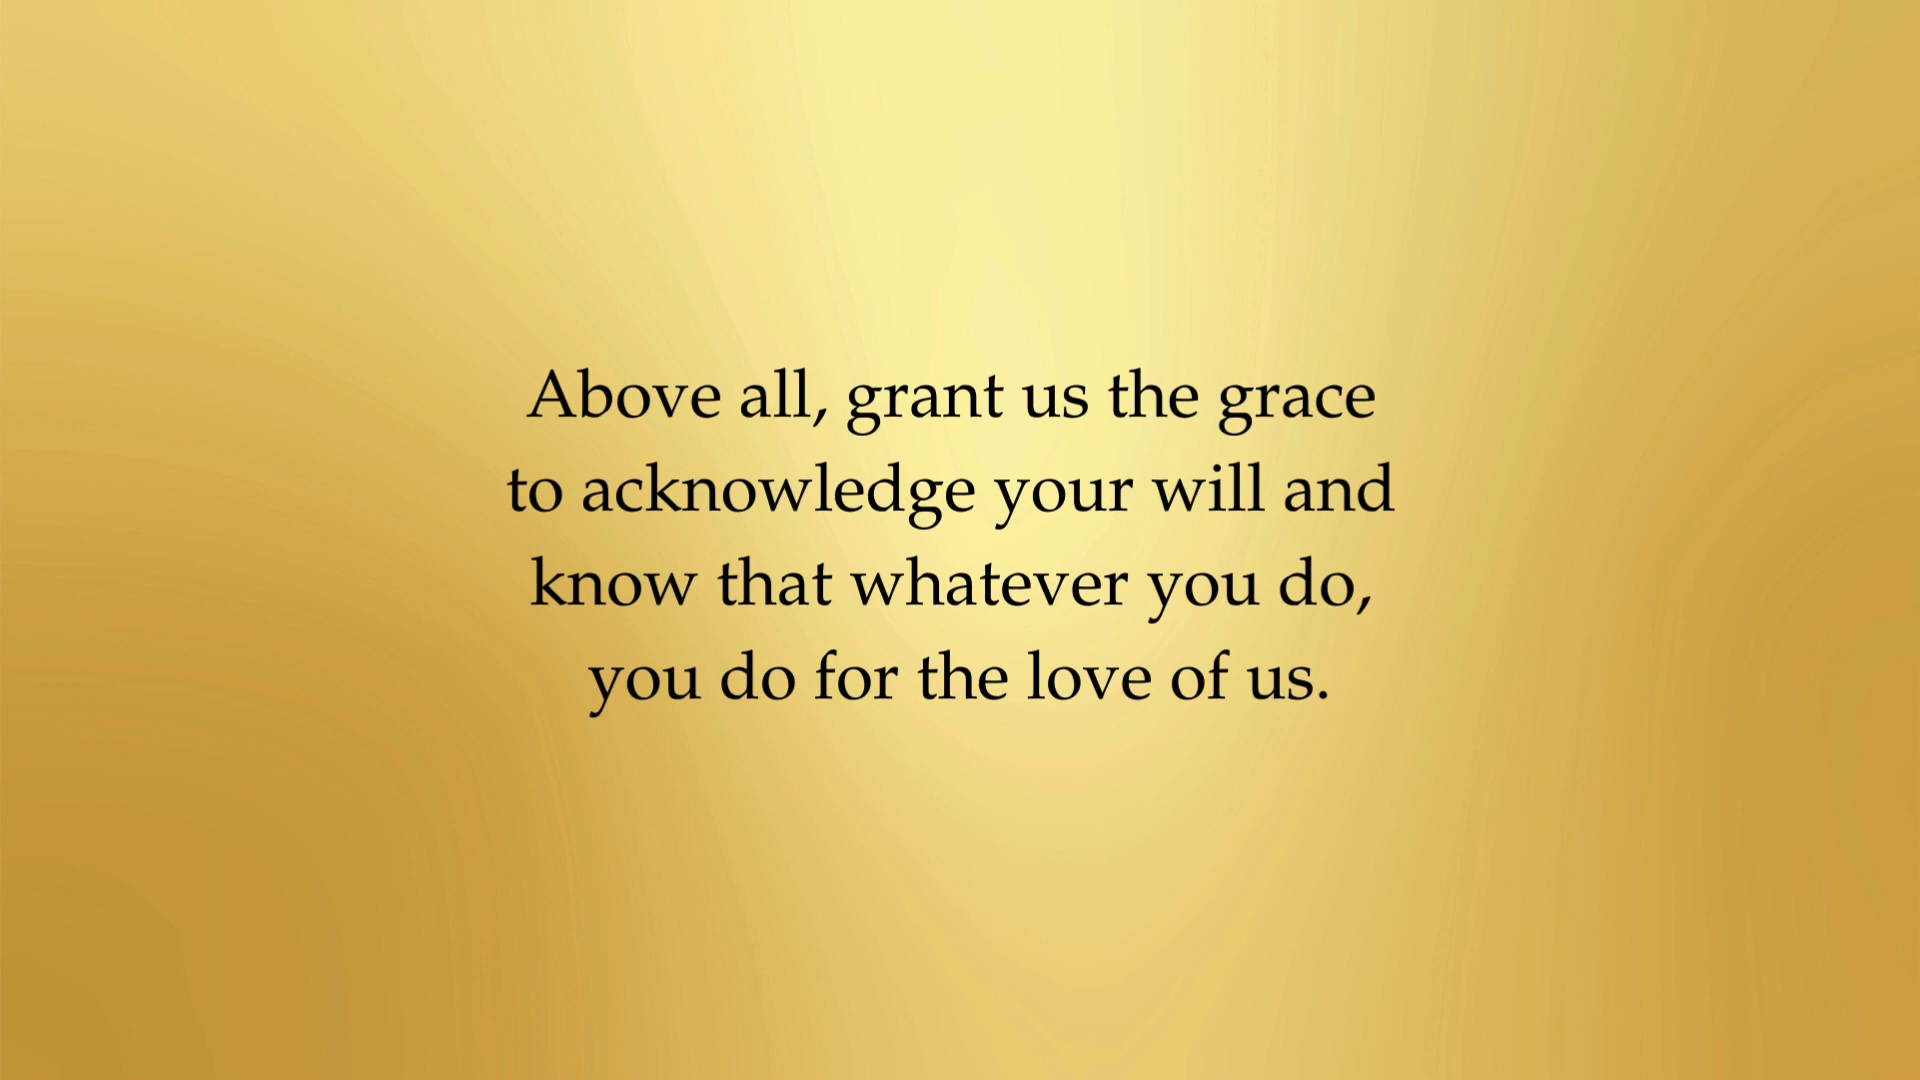 Above all, grant us the grace
to acknowledge your will and
know that whatever you do,
you do for the love of us.